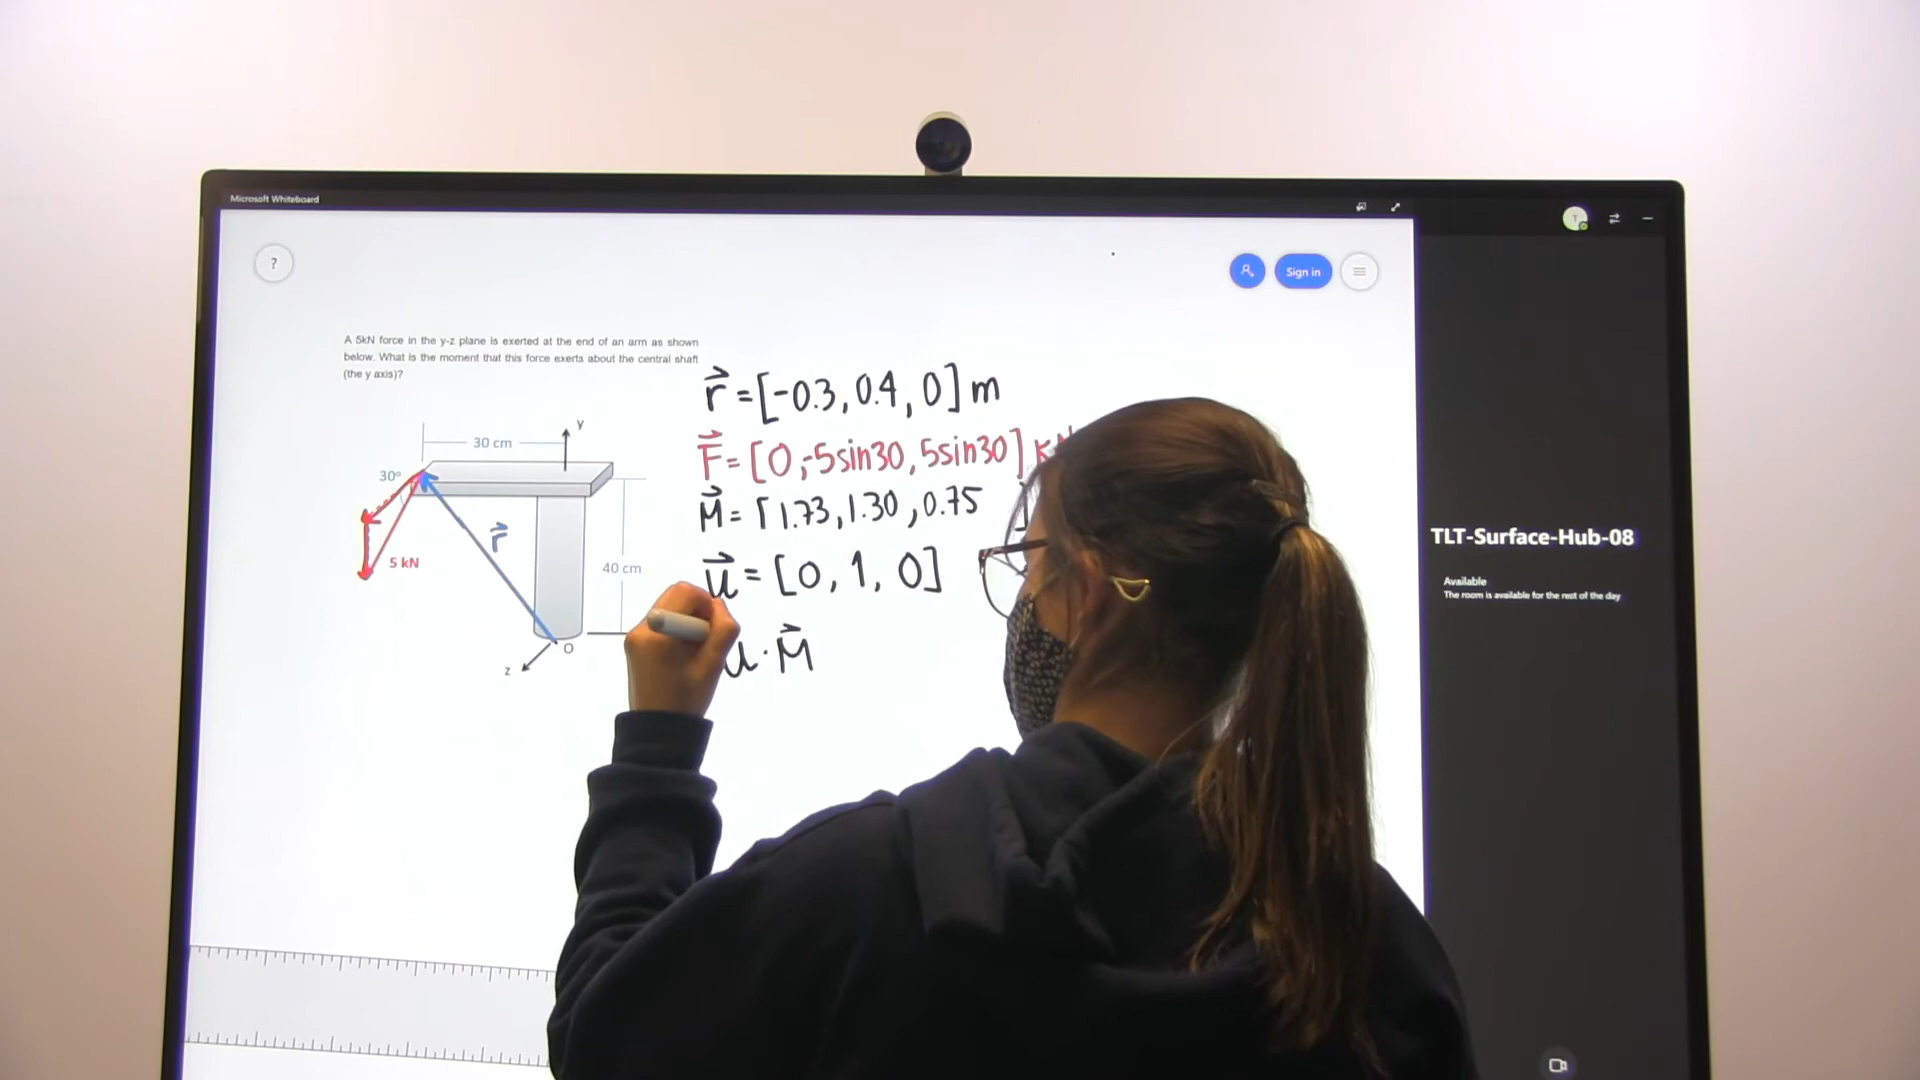 Microsoft Whiteboard
?
Sign in
T
A 5kN force in the y-z plane is exerted at the end of an arm as shown
below. What is the moment that this force exerts about the central shaft
(the y axis)?
y
30 cm
30°
r
5 kN
40 cm
O
z
r = [-0.3, 0.4, 0] m
F = [0, -5sin30, 5sin30]
M = [1.73, 1.30, 0.75 ]
u = [0, 1, 0]
u · M
TLT-Surface-Hub-08
Available
The room is available for the rest of the day